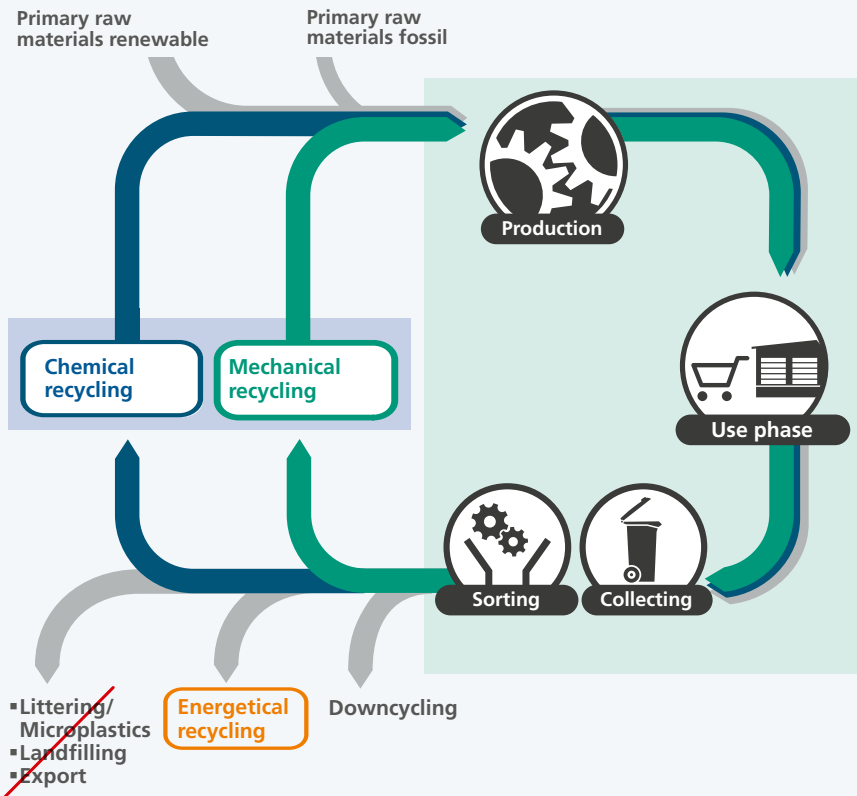 Primary raw
materials renewable
Primary raw
materials fossil
Production
Chemical
recycling
Mechanical
recycling
Use phase
Sorting
Collecting
▪Littering/
Microplastics
▪Landfilling
▪Export
Energetical
recycling
Downcycling